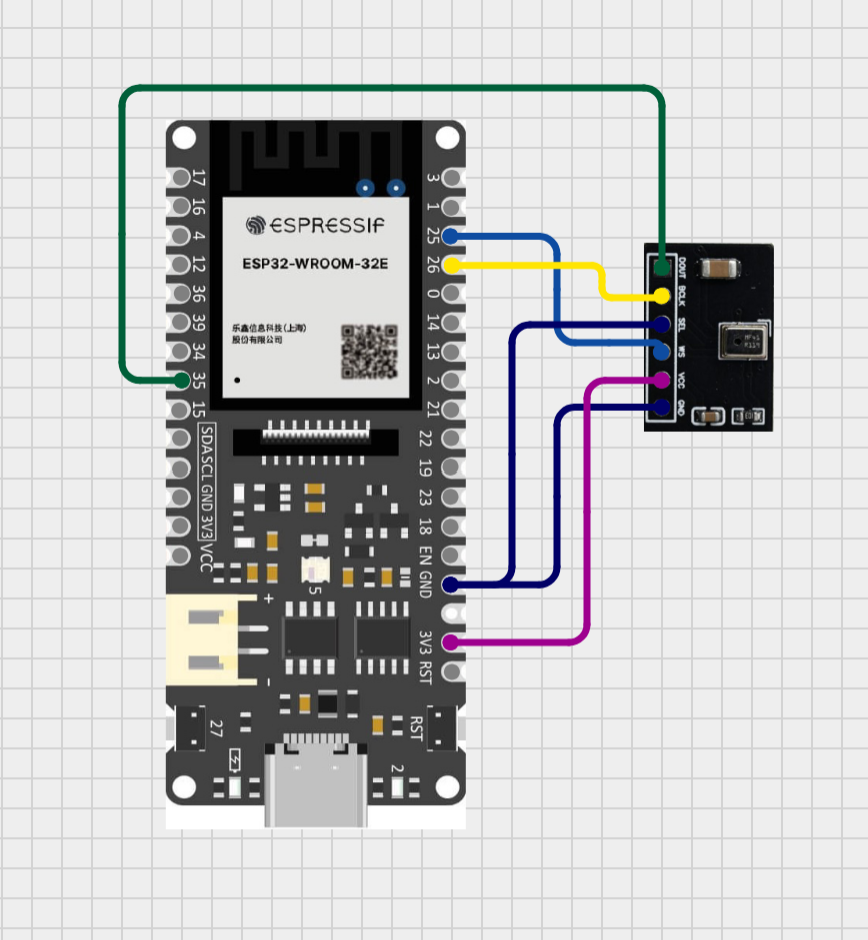 17
16
4
12
36
39
34
35
15
SDA SCL GND 3V3
VCC
3
1
25
26
0
14
13
2
21
22
19
23
18
EN
GND
3V3
RST
ESPRESSIF
ESP32-WROOM-32E
乐鑫信息科技(上海)
股份有限公司
5
+
-
27
RST
2
DOUT
BCLK
SEL
WS
VCC
GND